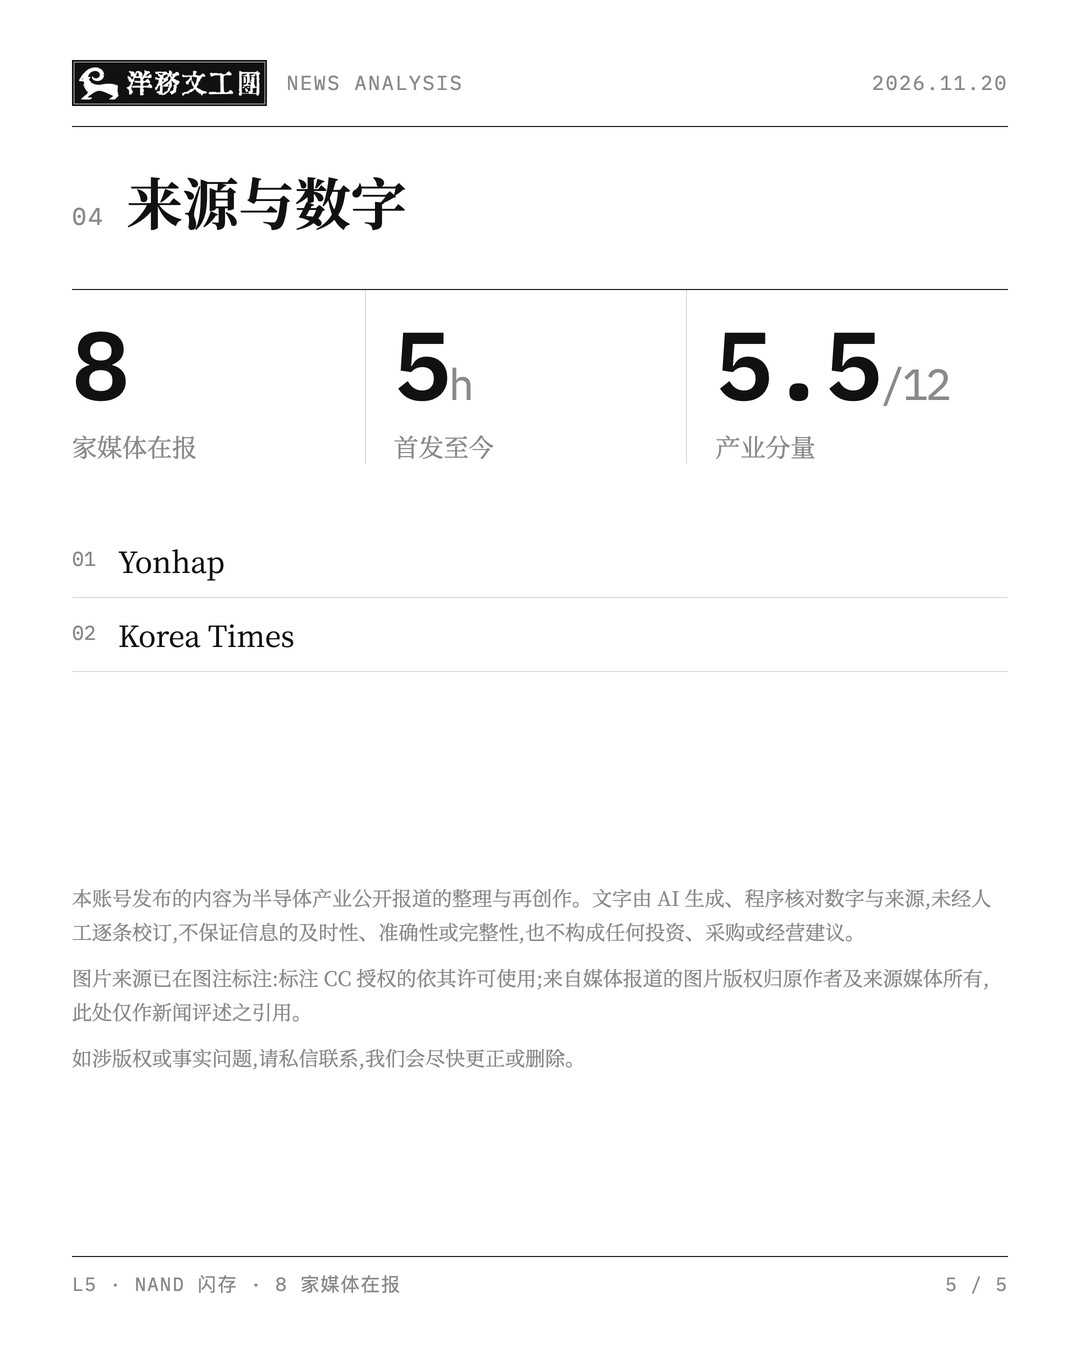 洋務文工團 NEWS ANALYSIS 2026.11.20
04 来源与数字
8 5h 5.5/12
家媒体在报 首发至今 产业分量
01 Yonhap
02 Korea Times
本账号发布的内容为半导体产业公开报道的整理与再创作。文字由 AI 生成、程序核对数字与来源,未经人
工逐条校订,不保证信息的及时性、准确性或完整性,也不构成任何投资、采购或经营建议。
图片来源已在图注标注:标注 CC 授权的依其许可使用;来自媒体报道的图片版权归原作者及来源媒体所有,
此处仅作新闻评述之引用。
如涉版权或事实问题,请私信联系,我们会尽快更正或删除。
L5 · NAND 闪存 · 8 家媒体在报 5 / 5